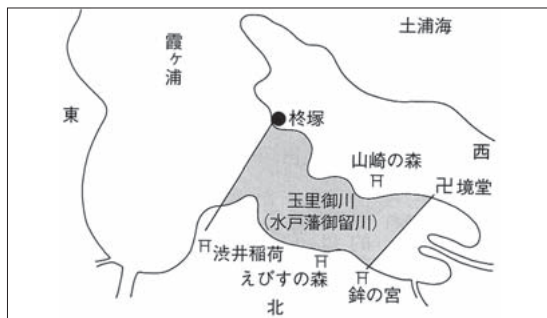 土浦海
霞ヶ浦
東
柊塚
西
山崎の森
卍境堂
玉里御川
(水戸藩御留川)
渋井稲荷
えびすの森
鉾の宮
北